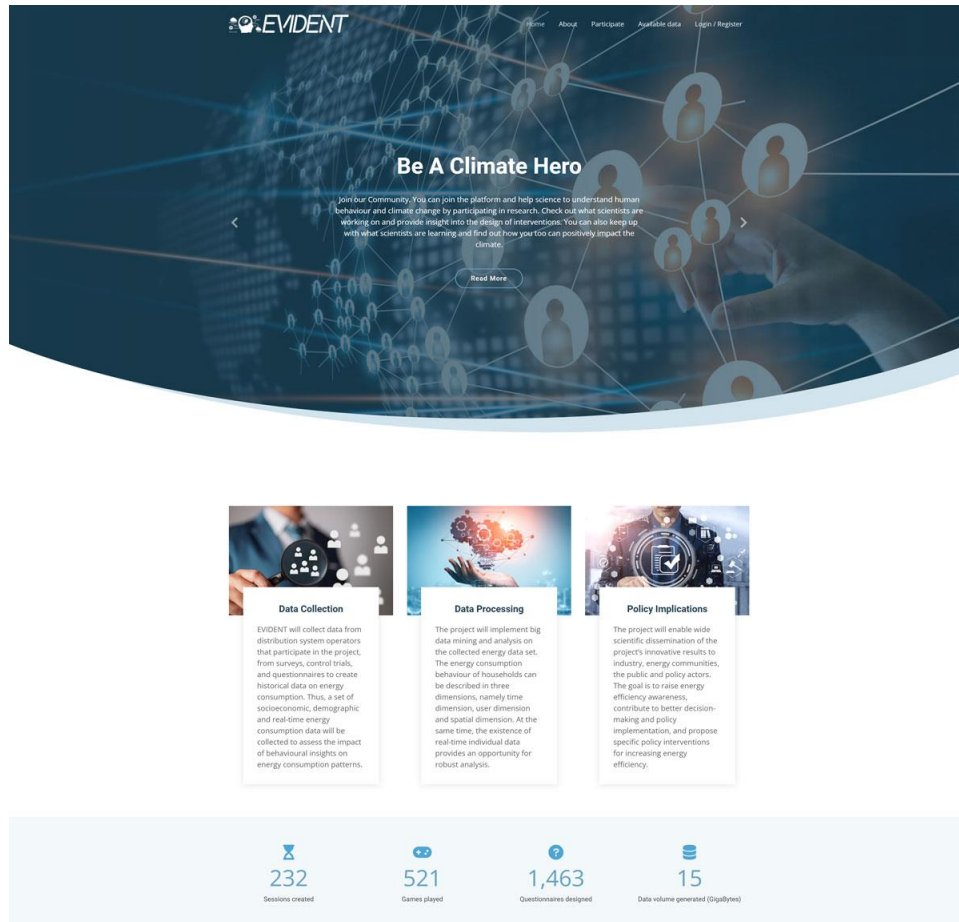 EVIDENT
Home About Participate Available data Login / Register
Be A Climate Hero
Join our Community. You can join the platform and help science to understand human
behaviour and climate change by participating in research. Check out what scientists are
working on and provide insight into the design of interventions. You can also keep up
with what scientists are learning and find out how you too can positively impact the
climate.
Read More
Data Collection
EVIDENT will collect data from
distribution system operators
that participate in the project,
from surveys, control trials,
and questionnaires to create
historical data on energy
consumption. Thus, a set of
socioeconomic, demographic
and real-time energy
consumption data will be
collected to assess the impact
of behavioural insights on
energy consumption patterns.
Data Processing
The project will implement big
data mining and analysis on
the collected energy data set.
The energy consumption
behaviour of households can
be described in three
dimensions, namely time
dimension, user dimension
and spatial dimension. At the
same time, the existence of
real-time individual data
provides an opportunity for
robust analysis.
Policy Implications
The project will enable wide
scientific dissemination of the
project's innovative results to
industry, energy communities,
the public and policy actors.
The goal is to raise energy
efficiency awareness,
contribute to better decision-
making and policy
implementation, and propose
specific policy interventions
for increasing energy
efficiency.
232
Sessions created
521
Games played
1,463
Questionnaires designed
15
Data volume generated (GigaBytes)